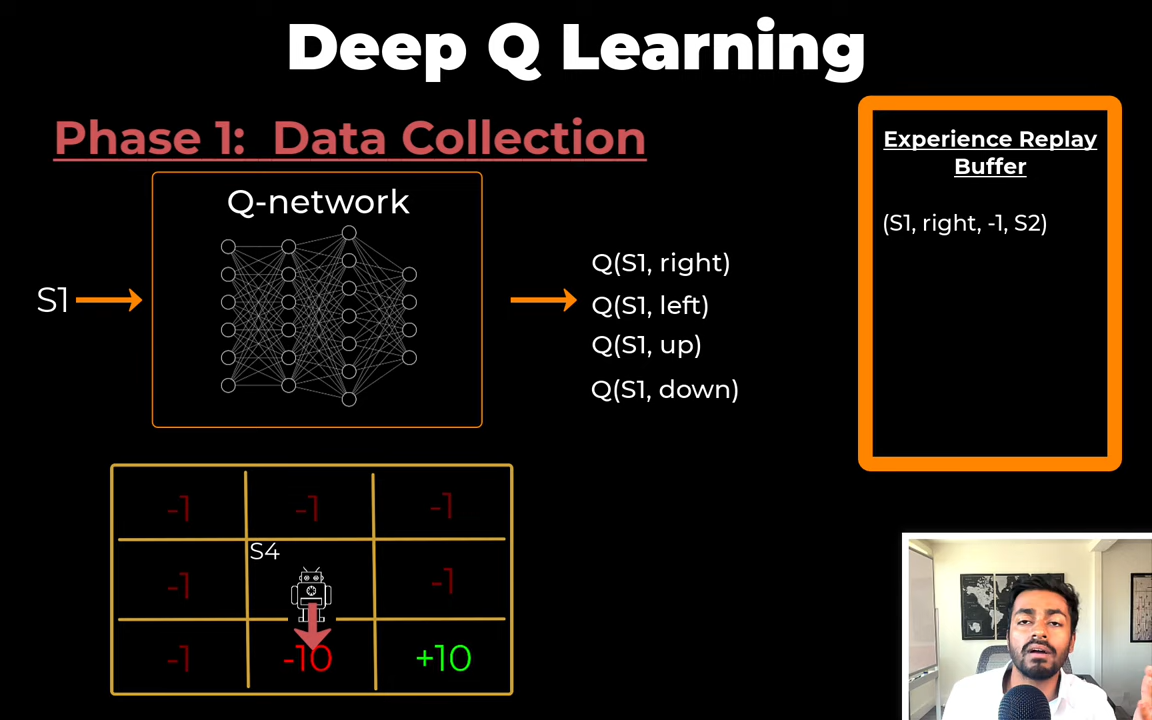 Deep Q Learning
Phase 1: Data Collection
Q-network
S1
Q(S1, right)
Q(S1, left)
Q(S1, up)
Q(S1, down)
Experience Replay
Buffer
(S1, right, -1, S2)
-1 -1 -1
S4
-1 -1
-1 -10 +10